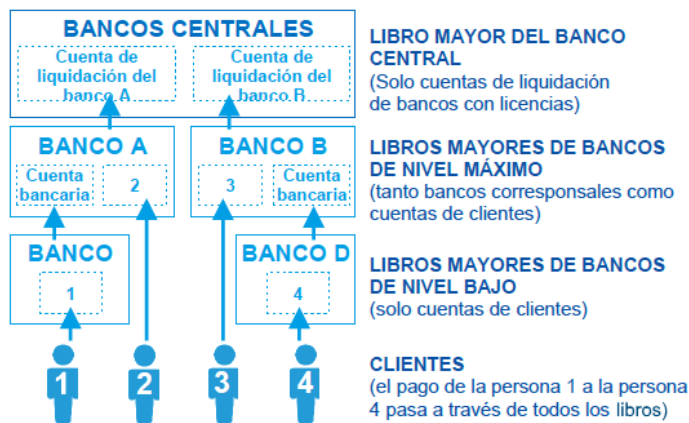 BANCOS CENTRALES
Cuenta de
liquidación del
banco A
Cuenta de
liquidación del
banco B
LIBRO MAYOR DEL BANCO
CENTRAL
(Solo cuentas de liquidación
de bancos con licencias)
BANCO A
Cuenta
bancaria
2
BANCO B
3
Cuenta
bancaria
LIBROS MAYORES DE BANCOS
DE NIVEL MÁXIMO
(tanto bancos corresponsales como
cuentas de clientes)
BANCO
1
BANCO D
4
LIBROS MAYORES DE BANCOS
DE NIVEL BAJO
(solo cuentas de clientes)
1
2
3
4
CLIENTES
(el pago de la persona 1 a la persona
4 pasa a través de todos los libros)